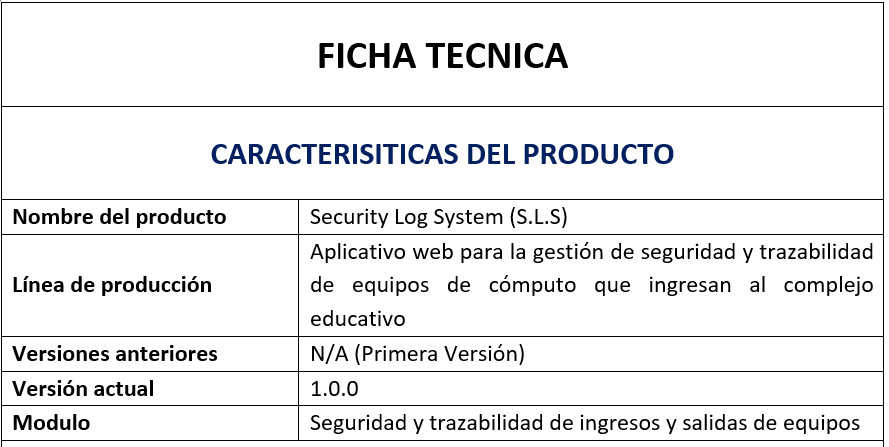 FICHA TECNICA
CARACTERISITICAS DEL PRODUCTO
Nombre del producto
Security Log System (S.L.S)
Línea de producción
Aplicativo web para la gestión de seguridad y trazabilidad
de equipos de cómputo que ingresan al complejo
educativo
Versiones anteriores
N/A (Primera Versión)
Versión actual
1.0.0
Modulo
Seguridad y trazabilidad de ingresos y salidas de equipos